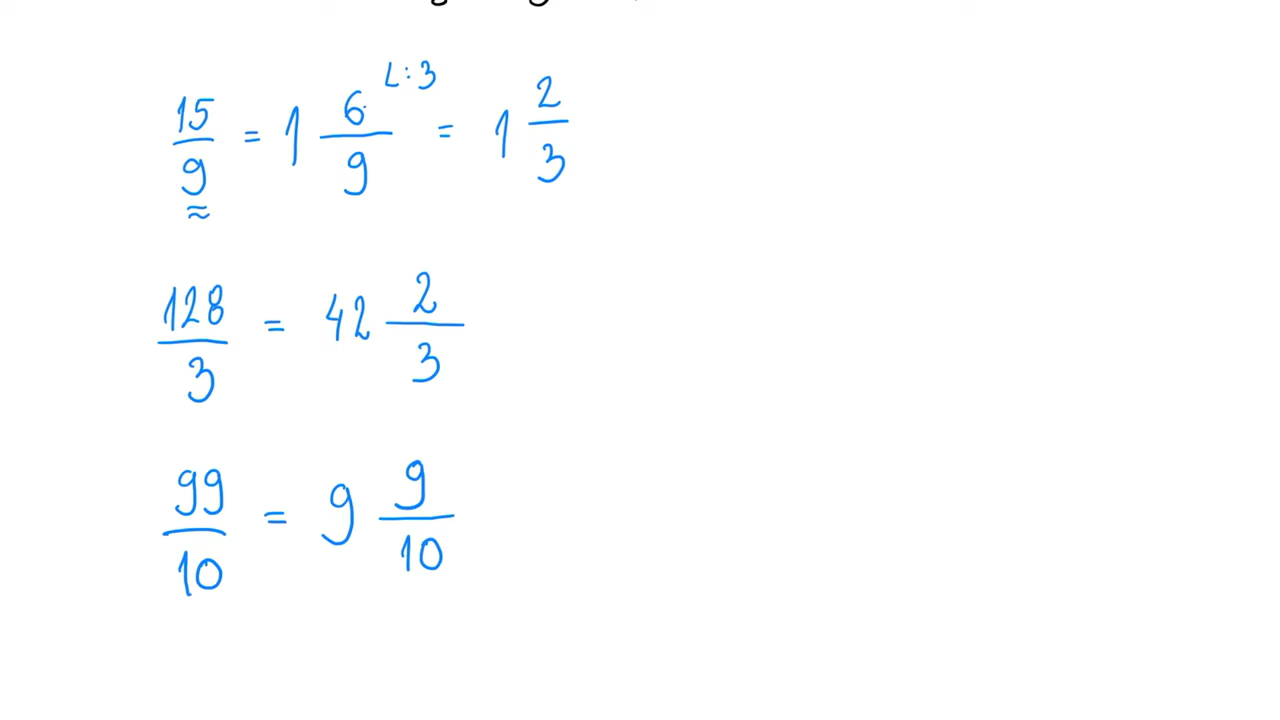 15/9 = 1 6/9 L:3 = 1 2/3
≈
128/3 = 42 2/3
99/10 = 9 9/10